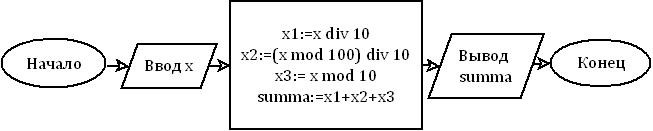 Начало
Ввод x
x1:=x div 10
x2:=(x mod 100) div 10
x3:= x mod 10
summa:=x1+x2+x3
Вывод
summa
Конец